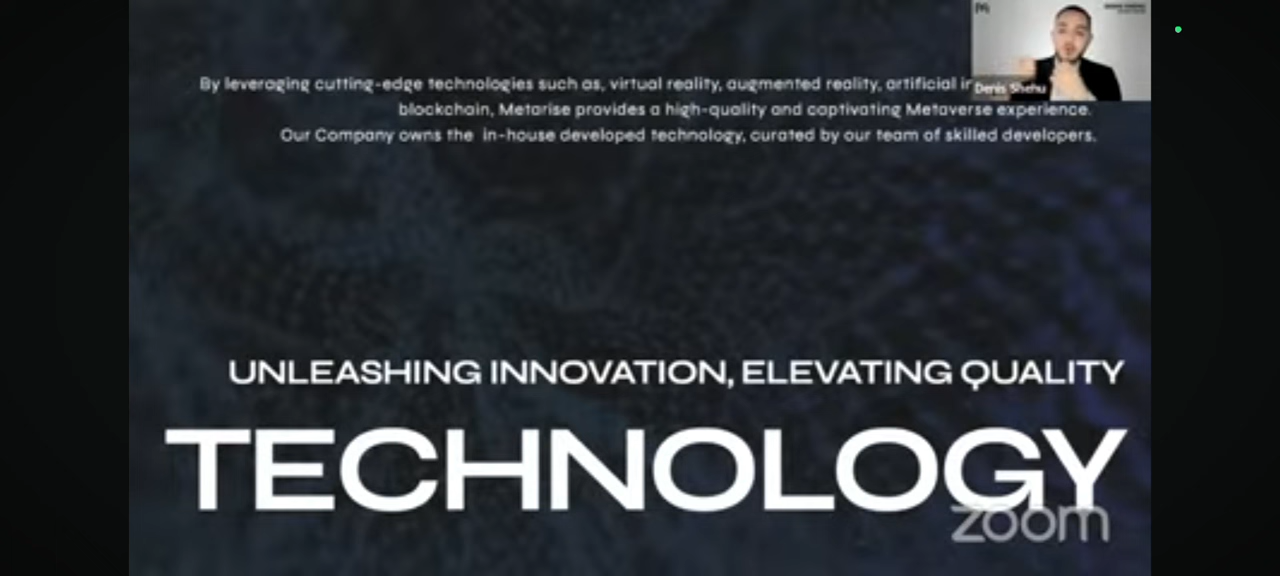 By leveraging cutting-edge technologies such as, virtual reality, augmented reality, artificial
blockchain, Metarise provides a high-quality and captivating Metaverse experience.
Our Company owns the in-house developed technology, curated by our team of skilled developers.
Denis Shehu
UNLEASHING INNOVATION, ELEVATING QUALITY
TECHNOLOGY
zoom